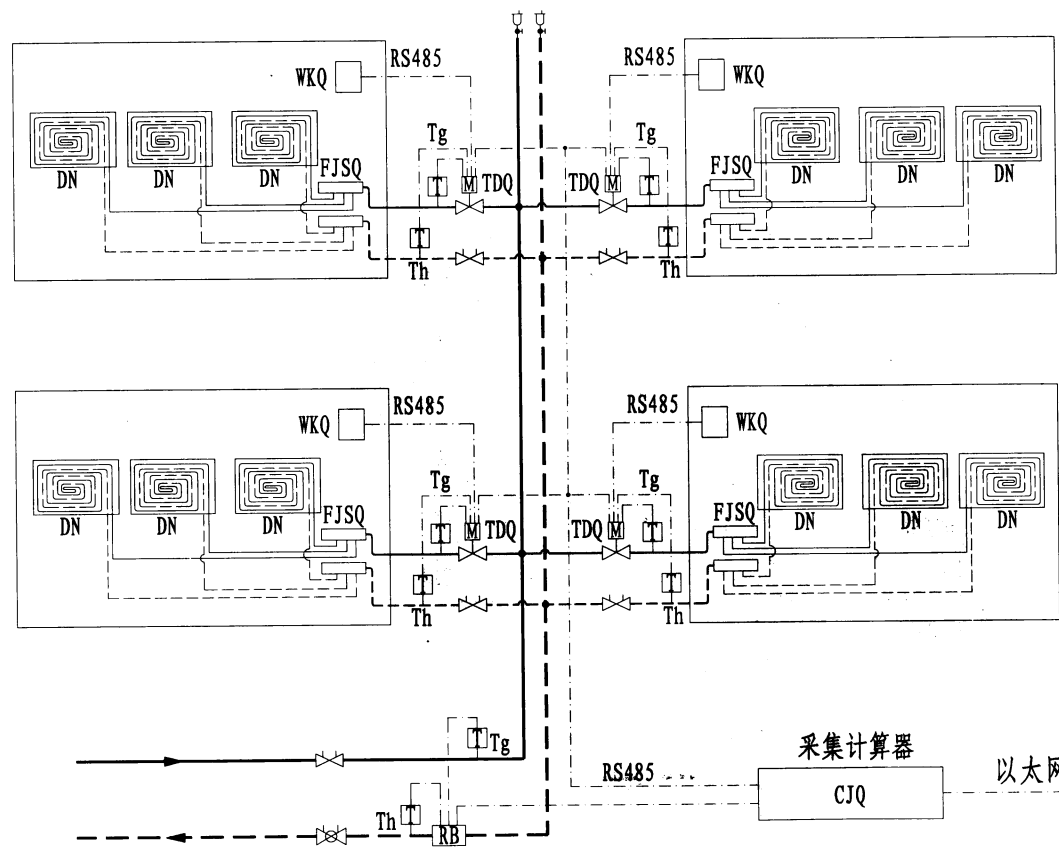 RS485
RS485
WKQ
WKQ
Tg
Tg
DN
DN
DN
FJSQ
M
TDQ
TDQ
M
FJSQ
DN
DN
DN
Th
Th
RS485
RS485
WKQ
WKQ
Tg
Tg
DN
DN
DN
FJSQ
M
TDQ
TDQ
M
FJSQ
DN
DN
DN
Th
Th
Tg
采集计算器
RS485
以太网
CJQ
Th
RB